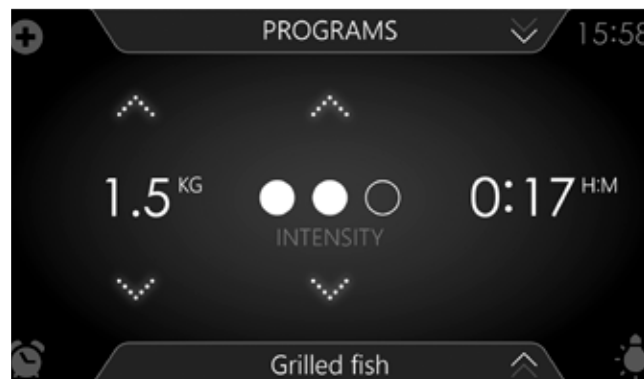 PROGRAMS
15:58
1.5 KG
INTENSITY
0:17 H:M
Grilled fish